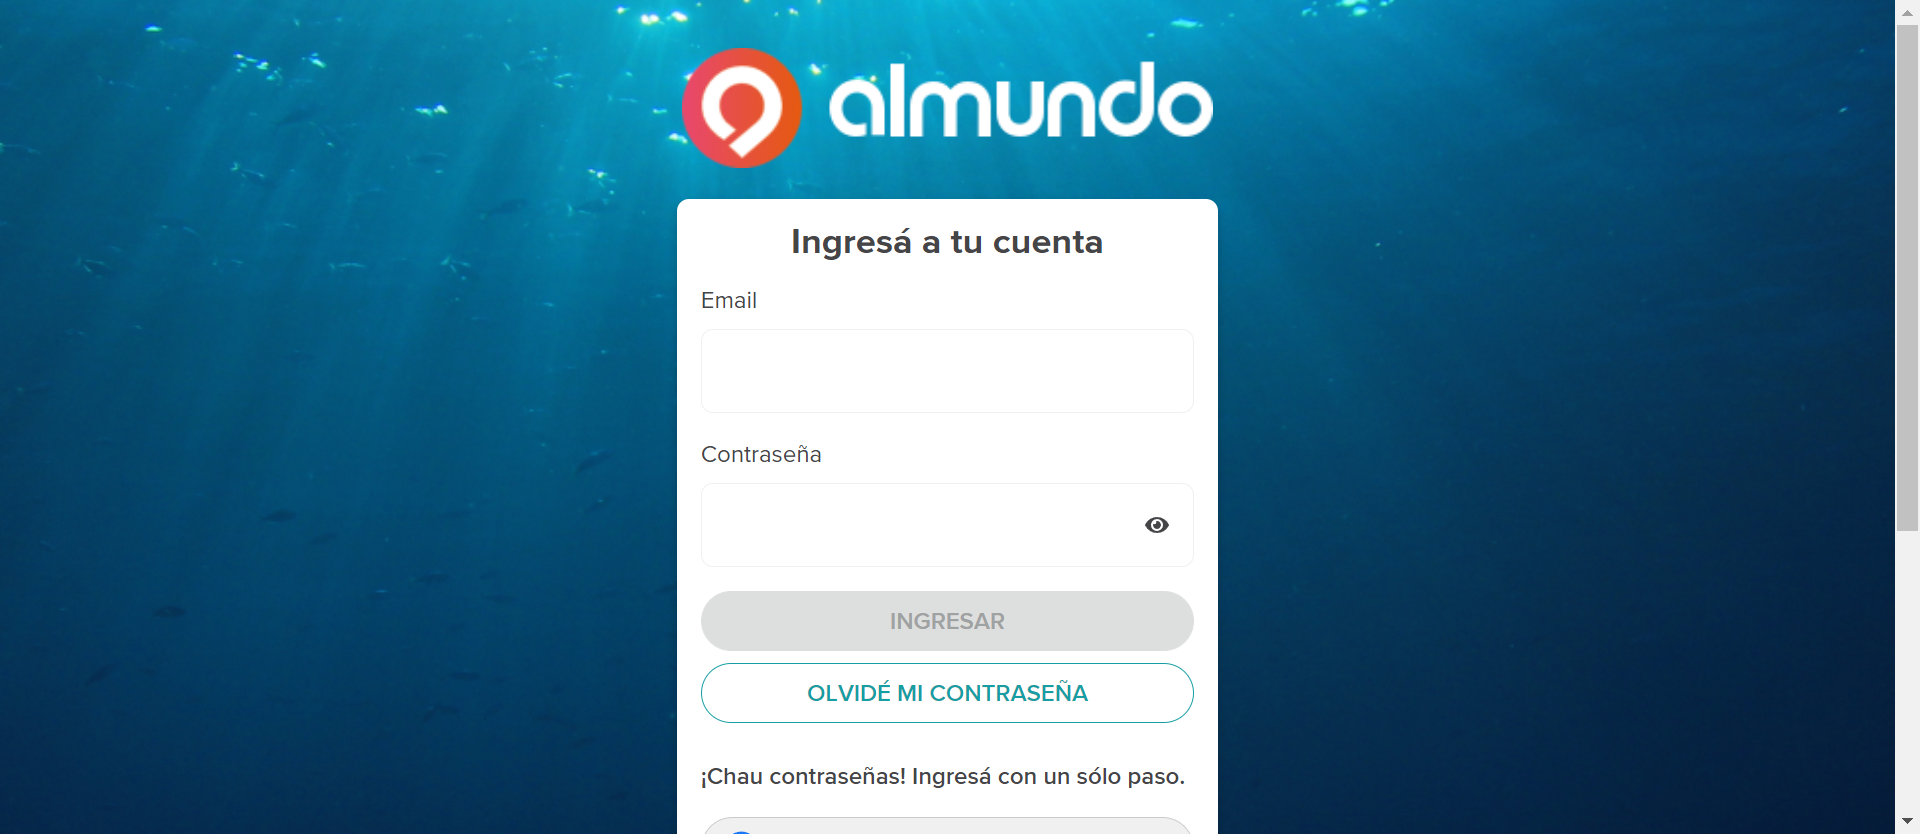 almundo
Ingresá a tu cuenta
Email
Contraseña
INGRESAR
OLVIDÉ MI CONTRASEÑA
¡Chau contraseñas! Ingresá con un sólo paso.